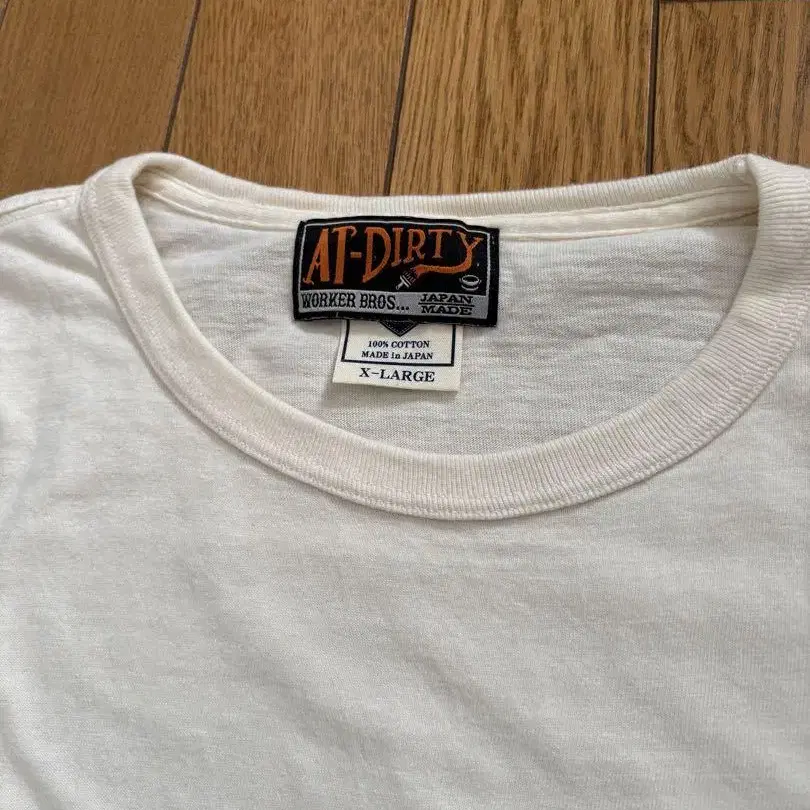 AT-DIRTY
WORKER BROS... JAPAN MADE
100% COTTON
MADE in JAPAN
X-LARGE